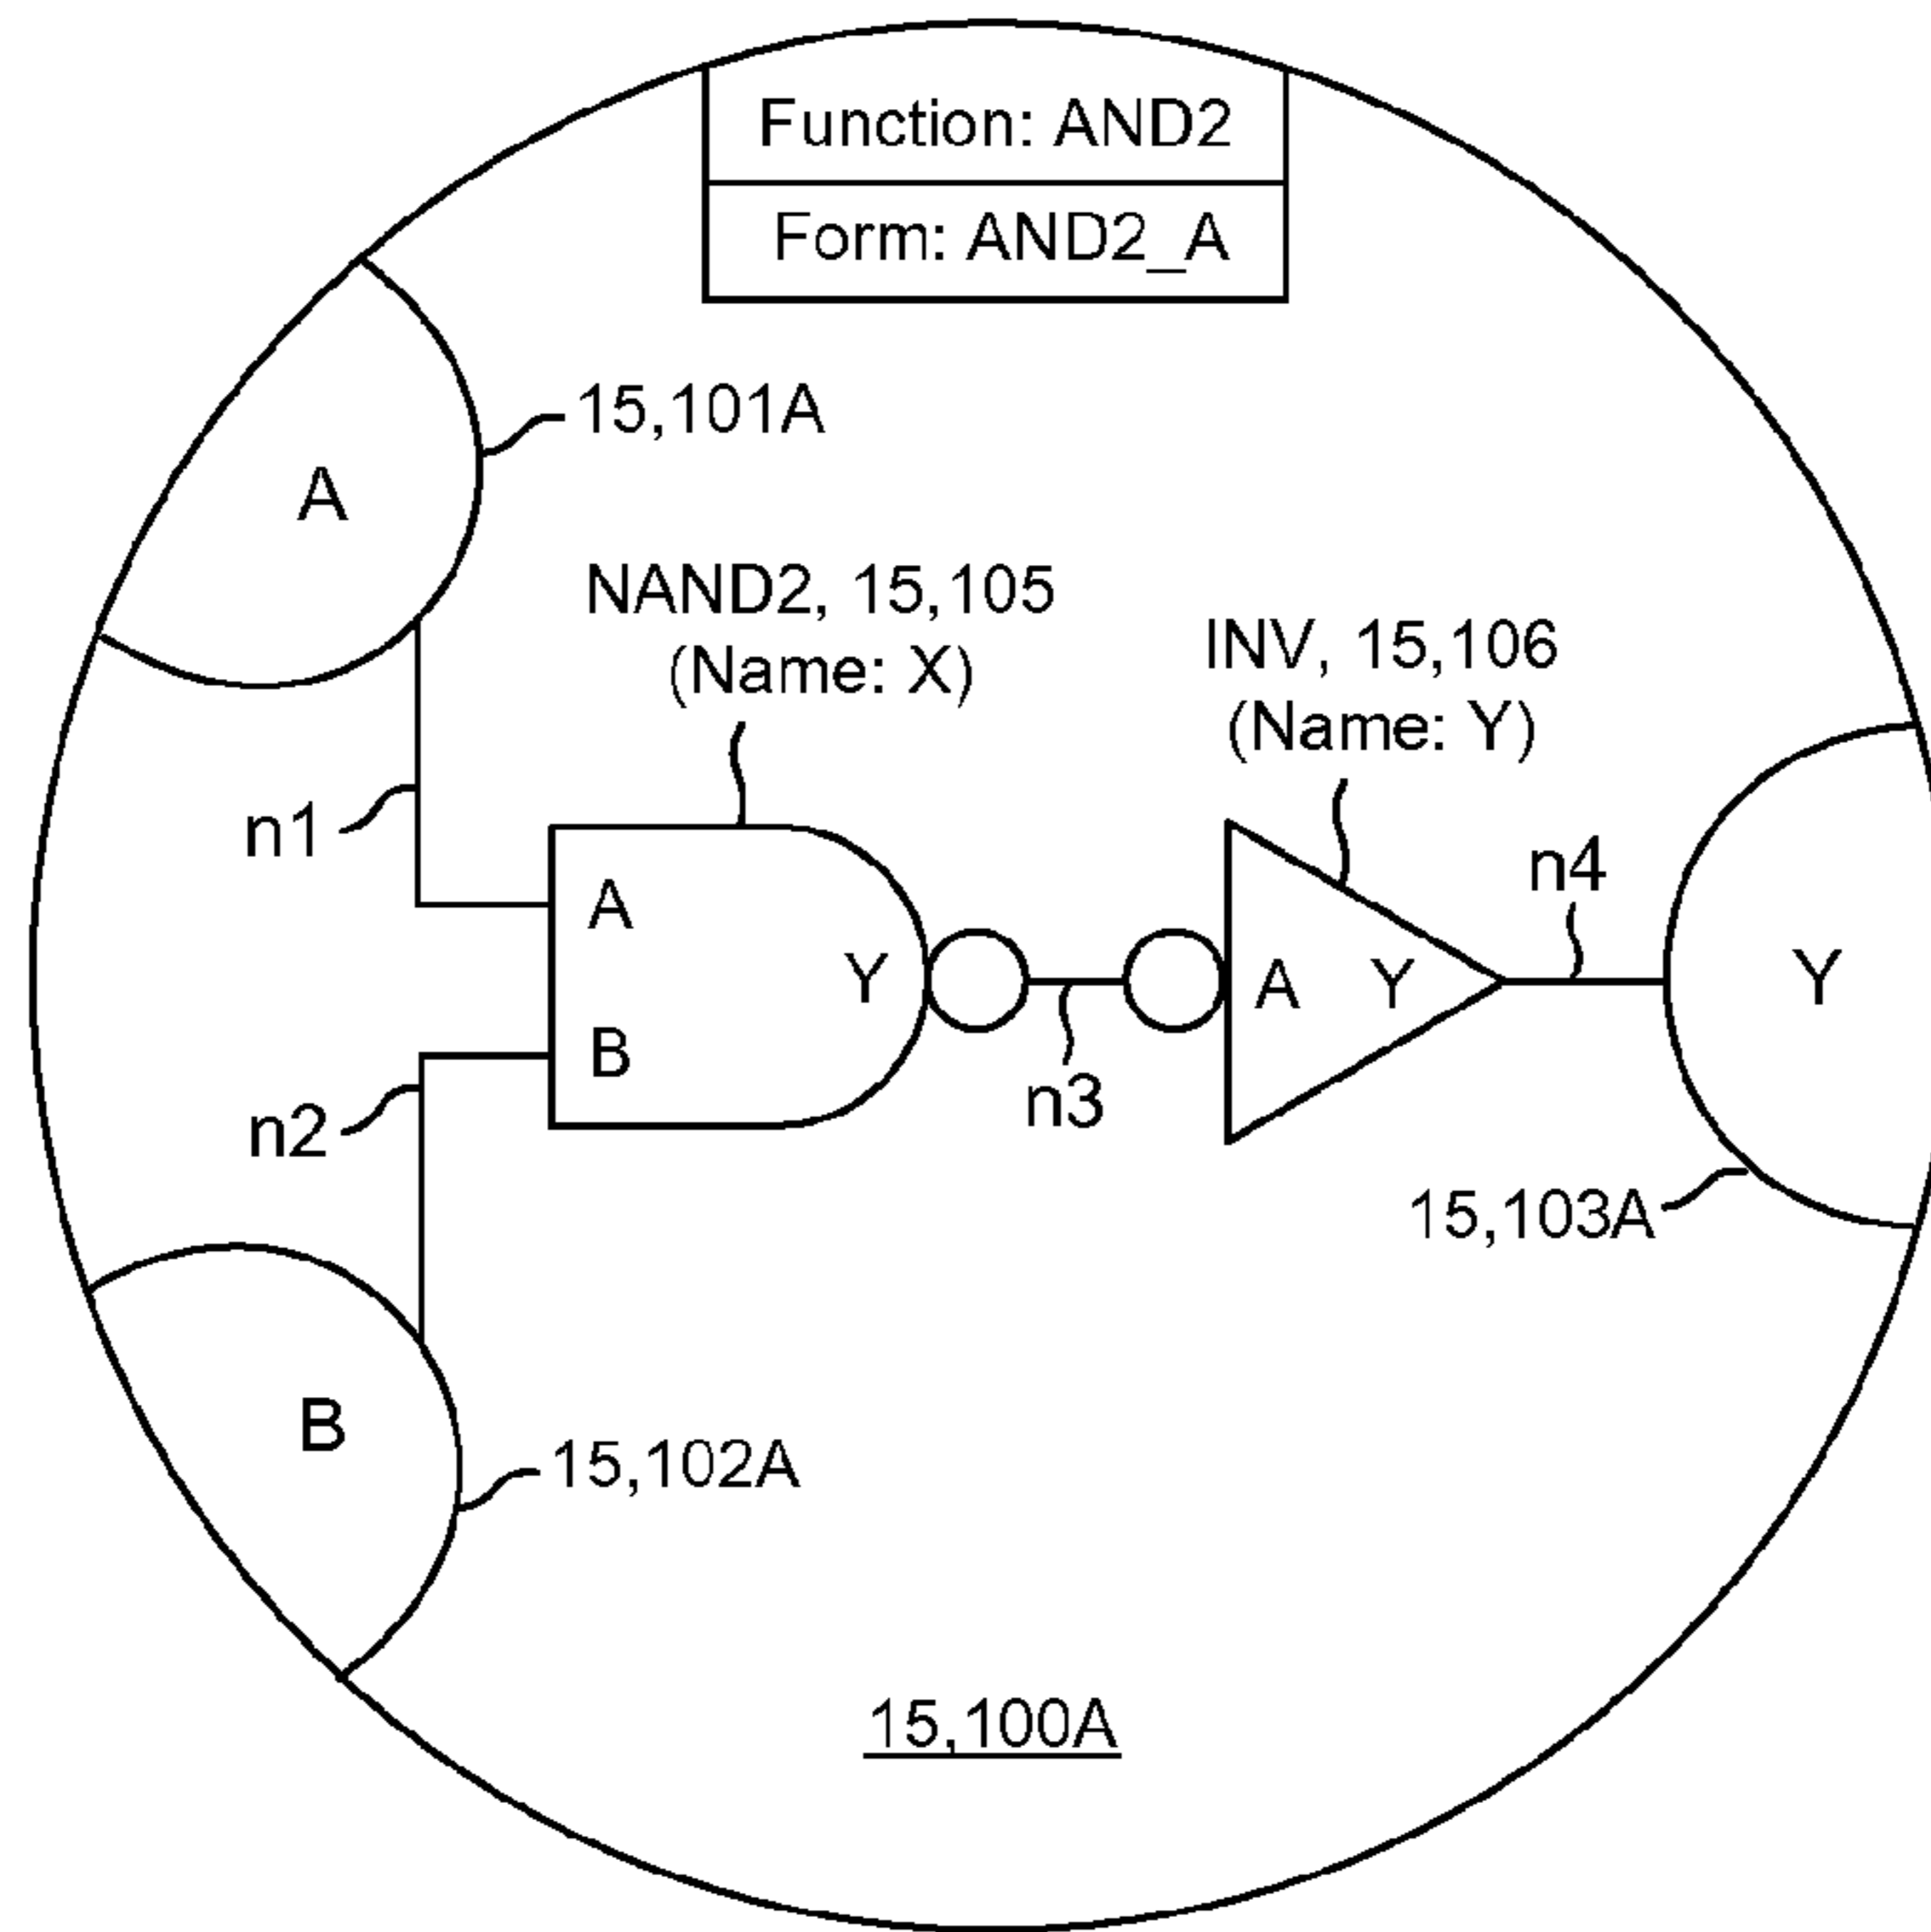 Function: AND2
Form: AND2_A
15,101A
A
NAND2, 15,105
(Name: X)
INV, 15,106
(Name: Y)
n1
n4
A
Y
B
A Y
Y
n2
n3
15,103A
B
15,102A
15,100A